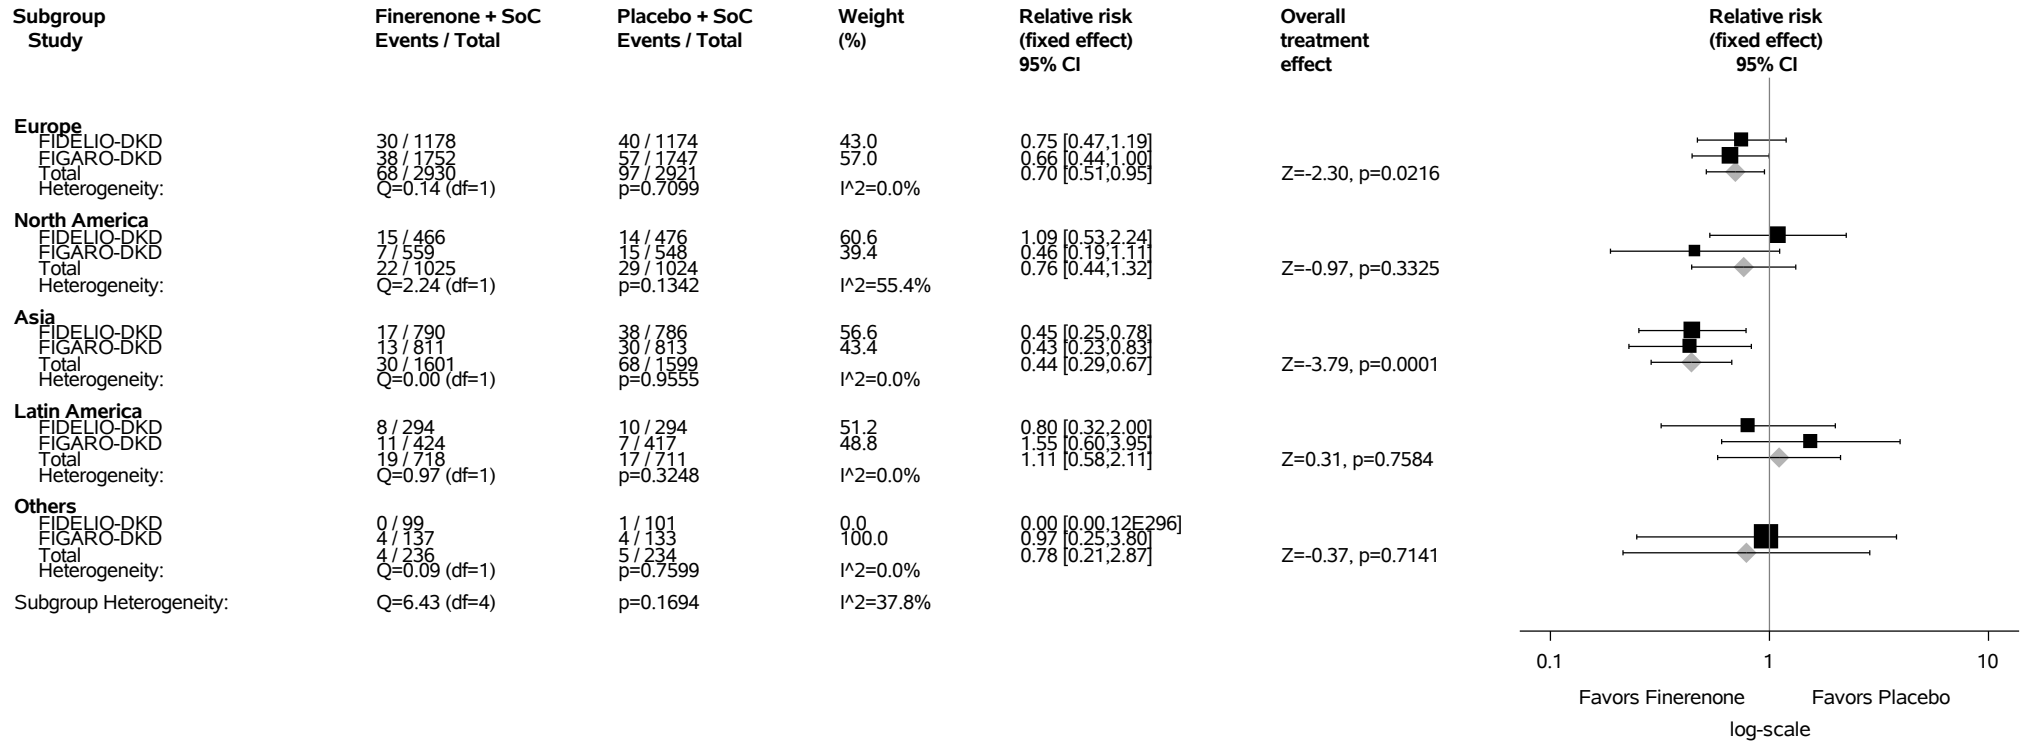 Subgroup Finerenone + SoC Placebo + SoC Weight Relative risk Overall Relative risk
Study Events / Total Events / Total (%) (fixed effect) treatment (fixed effect)
95% CI effect 95% CI
Europe
FIDELIO-DKD 30 / 1178 40 / 1174 43.0 0.75 [0.47,1.19]
FIGARO-DKD 38 / 1752 57 / 1747 57.0 0.66 [0.44,1.00]
Total 68 / 2930 97 / 2921 0.70 [0.51,0.95] Z=-2.30, p=0.0216
Heterogeneity: Q=0.14 (df=1) p=0.7099 I^2=0.0%
North America
FIDELIO-DKD 15 / 466 14 / 476 60.6 1.09 [0.53,2.24]
FIGARO-DKD 7 / 559 15 / 548 39.4 0.46 [0.19,1.11]
Total 22 / 1025 29 / 1024 0.76 [0.44,1.32] Z=-0.97, p=0.3325
Heterogeneity: Q=2.24 (df=1) p=0.1342 I^2=55.4%
Asia
FIDELIO-DKD 17 / 790 38 / 786 56.6 0.45 [0.25,0.78]
FIGARO-DKD 13 / 811 30 / 813 43.4 0.43 [0.23,0.83]
Total 30 / 1601 68 / 1599 0.44 [0.29,0.67] Z=-3.79, p=0.0001
Heterogeneity: Q=0.00 (df=1) p=0.9555 I^2=0.0%
Latin America
FIDELIO-DKD 8 / 294 10 / 294 51.2 0.80 [0.32,2.00]
FIGARO-DKD 11 / 424 7 / 417 48.8 1.55 [0.60,3.95]
Total 19 / 718 17 / 711 1.11 [0.58,2.11] Z=0.31, p=0.7584
Heterogeneity: Q=0.97 (df=1) p=0.3248 I^2=0.0%
Others
FIDELIO-DKD 0 / 99 1 / 101 0.0 0.00 [0.00,12E296]
FIGARO-DKD 4 / 137 4 / 133 100.0 0.97 [0.25,3.80]
Total 4 / 236 5 / 234 0.78 [0.21,2.87] Z=-0.37, p=0.7141
Heterogeneity: Q=0.09 (df=1) p=0.7599 I^2=0.0%
Subgroup Heterogeneity: Q=6.43 (df=4) p=0.1694 I^2=37.8%
0.1 1 10
Favors Finerenone Favors Placebo
log-scale